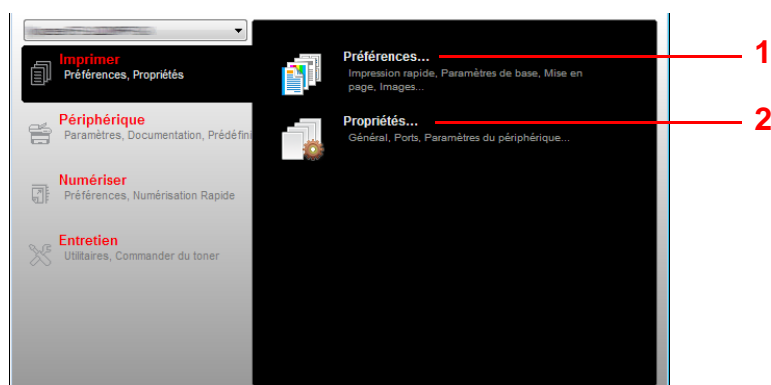 Imprimer
Préférences, Propriétés
Périphérique
Paramètres, Documentation, Prédéfini
Numériser
Préférences, Numérisation Rapide
Entretien
Utilitaires, Commander du toner
Préférences...
Impression rapide, Paramètres de base, Mise en
page, Images...
1
Propriétés...
Général, Ports, Paramètres du périphérique...
2